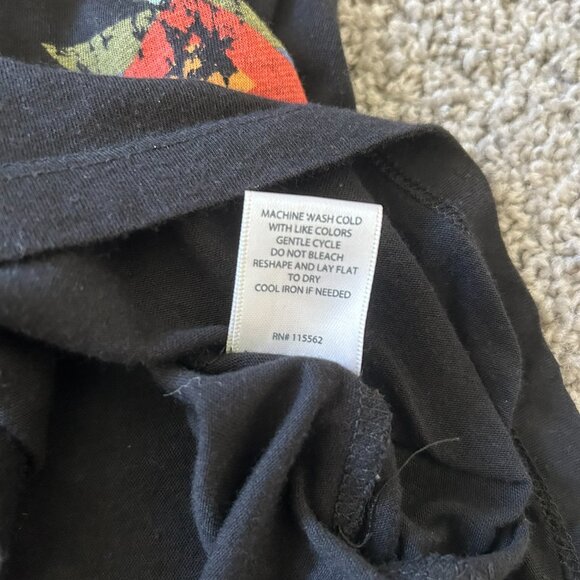 MACHINE WASH COLD
WITH LIKE COLORS
GENTLE CYCLE
DO NOT BLEACH
RESHAPE AND LAY FLAT
TO DRY
COOL IRON IF NEEDED
RN# 115562